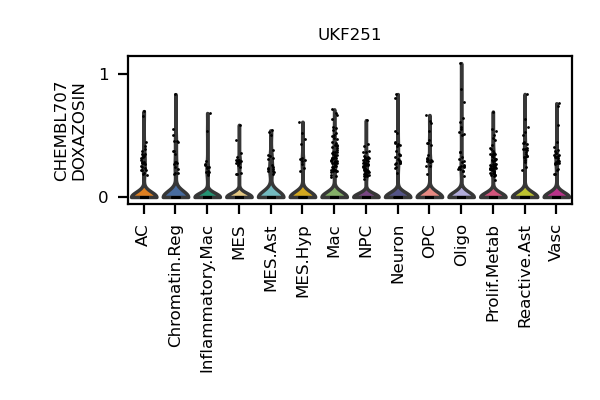 UKF251
CHEMBL707
DOXAZOSIN
1
0
AC
Chromatin.Reg
Inflammatory.Mac
MES
MES.Ast
MES.Hyp
Mac
NPC
Neuron
OPC
Oligo
Prolif.Metab
Reactive.Ast
Vasc